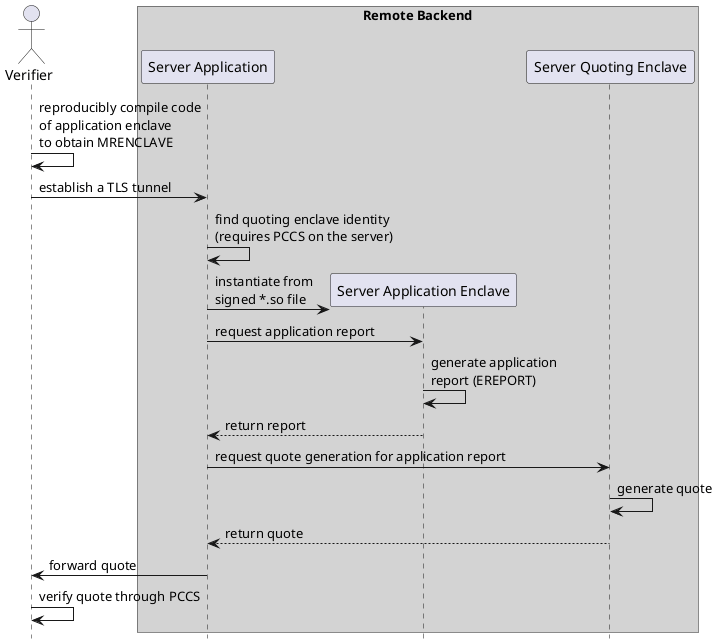 Remote Backend
Verifier
Server Application
Server Quoting Enclave
reproducibly compile code
of application enclave
to obtain MRENCLAVE
establish a TLS tunnel
find quoting enclave identity
(requires PCCS on the server)
instantiate from
signed *.so file
Server Application Enclave
request application report
generate application
report (EREPORT)
return report
request quote generation for application report
generate quote
return quote
forward quote
verify quote through PCCS